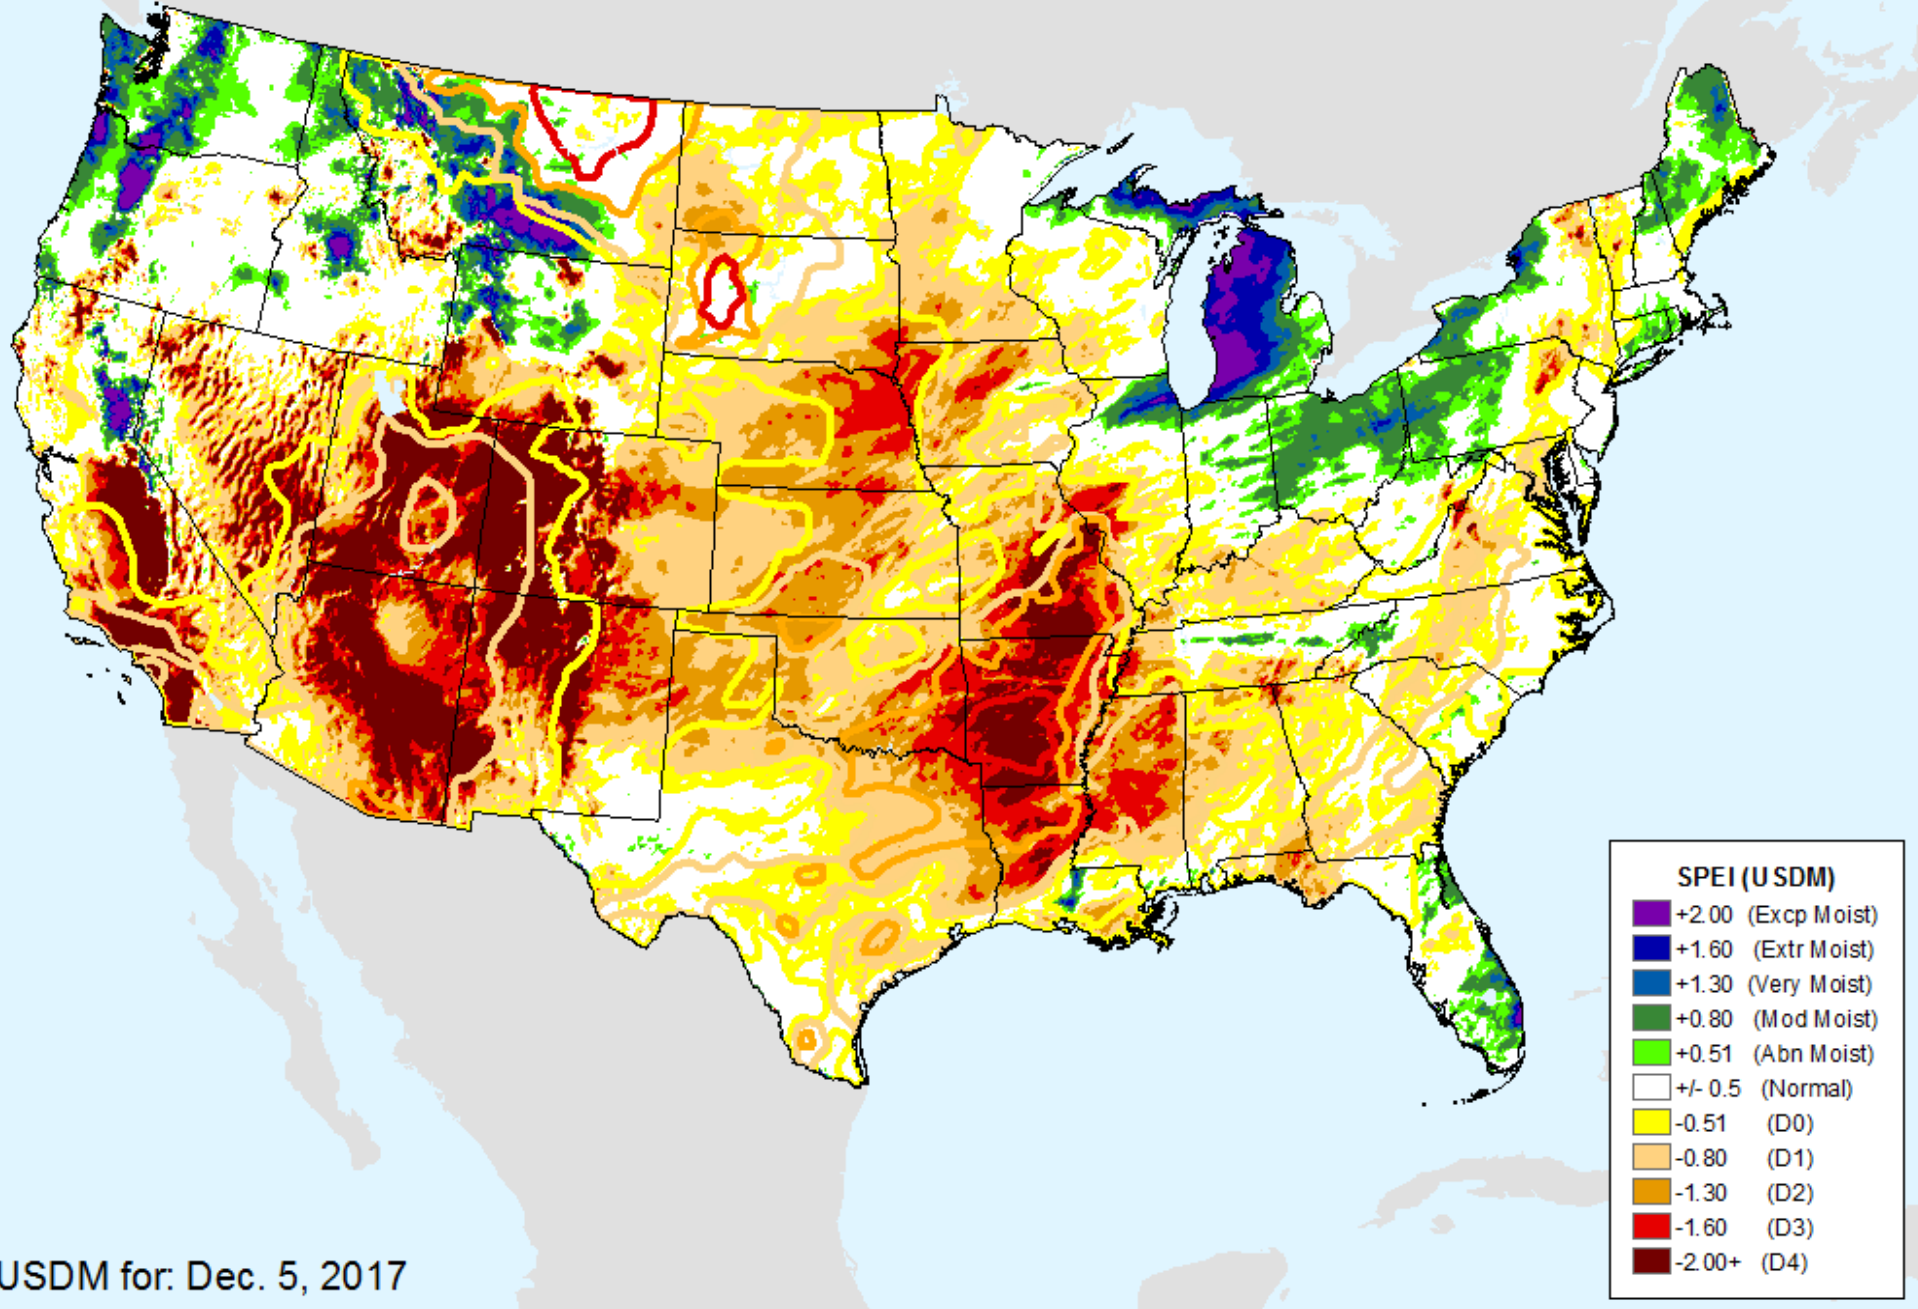 SPEI (USDM)
+2.00 (Excp Moist)
+1.60 (Extr Moist)
+1.30 (Very Moist)
+0.80 (Mod Moist)
+0.51 (Abn Moist)
+/- 0.5 (Normal)
-0.51 (D0)
-0.80 (D1)
-1.30 (D2)
-1.60 (D3)
-2.00+ (D4)
USDM for: Dec. 5, 2017